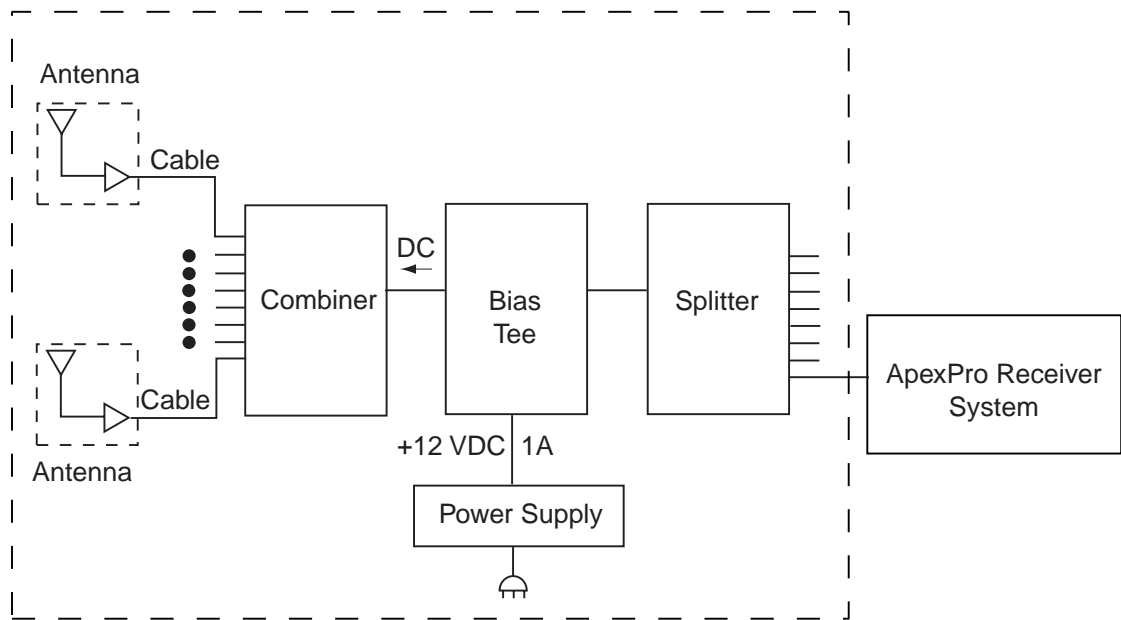 Antenna
Cable
DC
Combiner
Bias
Tee
Splitter
ApexPro Receiver
System
Cable
Antenna
+12 VDC 1A
Power Supply